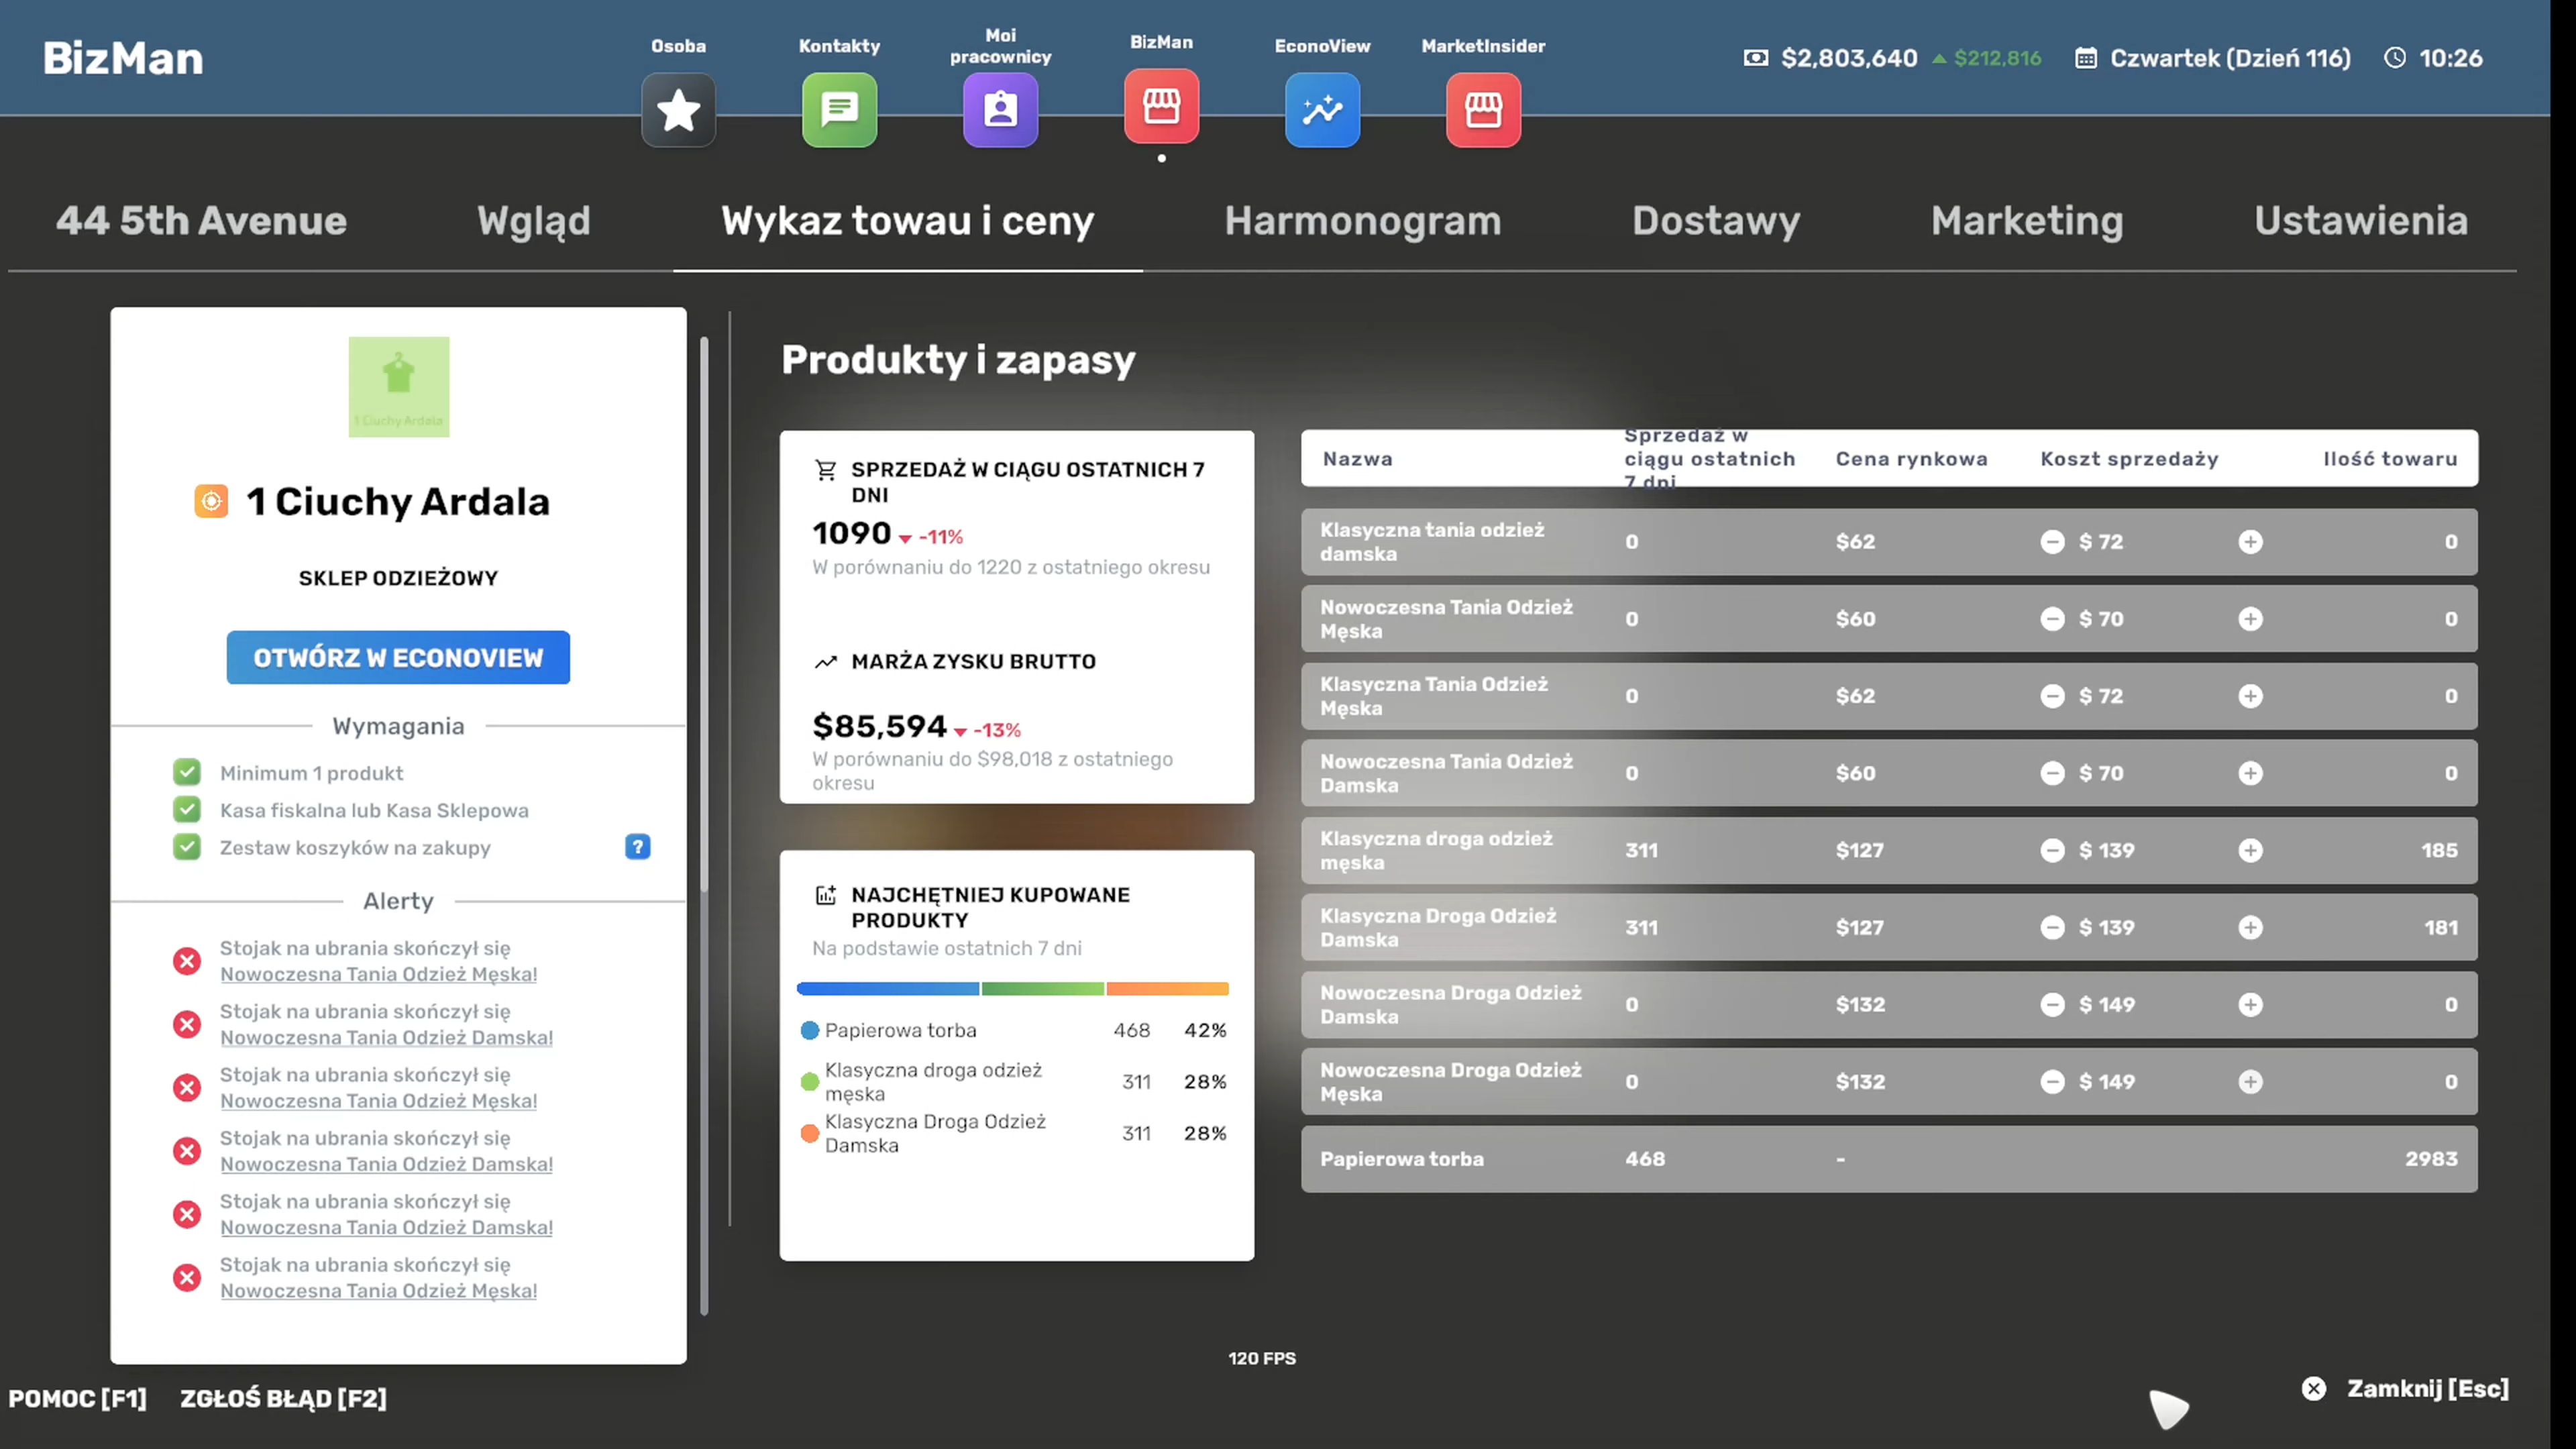 BizMan
Osoba
Kontakty
Moi
pracownicy
BizMan
EconoView
MarketInsider
$2,803,640 $212,816
Czwartek (Dzień 116)
10:26
44 5th Avenue
Wgląd
Wykaz towau i ceny
Harmonogram
Dostawy
Marketing
Ustawienia
1 Ciuchy Ardala
1 Ciuchy Ardala
SKLEP ODZIEŻOWY
OTWÓRZ W ECONOVIEW
Wymagania
Minimum 1 produkt
Kasa fiskalna lub Kasa Sklepowa
Zestaw koszyków na zakupy ?
Alerty
Stojak na ubrania skończył się
Nowoczesna Tania Odzież Męska!
Stojak na ubrania skończył się
Nowoczesna Tania Odzież Damska!
Stojak na ubrania skończył się
Nowoczesna Tania Odzież Męska!
Stojak na ubrania skończył się
Nowoczesna Tania Odzież Damska!
Stojak na ubrania skończył się
Nowoczesna Tania Odzież Damska!
Stojak na ubrania skończył się
Nowoczesna Tania Odzież Męska!
Produkty i zapasy
SPRZEDAŻ W CIĄGU OSTATNICH 7
DNI
1090 -11%
W porównaniu do 1220 z ostatniego okresu
MARŻA ZYSKU BRUTTO
$85,594 -13%
W porównaniu do $98,018 z ostatniego
okresu
NAJCHĘTNIEJ KUPOWANE
PRODUKTY
Na podstawie ostatnich 7 dni
Papierowa torba 468 42%
Klasyczna droga odzież
męska 311 28%
Klasyczna Droga Odzież
Damska 311 28%
Nazwa
Sprzedaż w
ciągu ostatnich
7 dni
Cena rynkowa
Koszt sprzedaży
Ilość towaru
Klasyczna tania odzież
damska 0 $62 $ 72 0
Nowoczesna Tania Odzież
Męska 0 $60 $ 70 0
Klasyczna Tania Odzież
Męska 0 $62 $ 72 0
Nowoczesna Tania Odzież
Damska 0 $60 $ 70 0
Klasyczna droga odzież
męska 311 $127 $ 139 185
Klasyczna Droga Odzież
Damska 311 $127 $ 139 181
Nowoczesna Droga Odzież
Damska 0 $132 $ 149 0
Nowoczesna Droga Odzież
Męska 0 $132 $ 149 0
Papierowa torba 468 - 2983
120 FPS
POMOC [F1]
ZGŁOŚ BŁĄD [F2]
Zamknij [Esc]